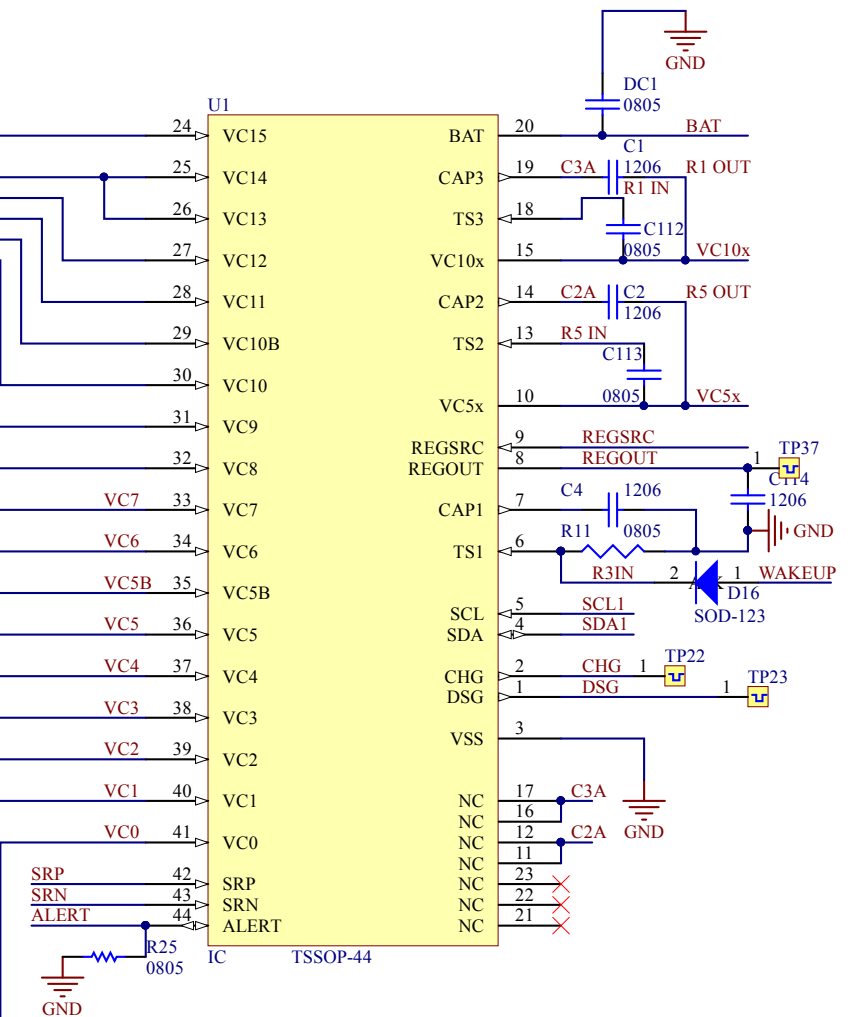 GND
DC1
0805
U1
24 VC15 BAT 20 BAT
C1
25 VC14 CAP3 19 C3A 1206 R1 OUT
R1 IN
26 VC13 TS3 18
C112
27 VC12 VC10x 15 0805 VC10x
28 VC11 CAP2 14 C2A C2 R5 OUT
1206
29 VC10B TS2 13 R5 IN
C113
30 VC10
VC5x 10 0805 VC5x
31 VC9
REGSRC 9 REGSRC TP37
32 VC8 REGOUT 8 REGOUT 1
C114
1206
VC7 33 VC7 CAP1 7 C4 1206
R11 0805 GND
VC6 34 VC6 TS1 6
R3IN 2 1 WAKEUP
VC5B 35 VC5B D16
SCL 5 SCL1 SOD-123
VC5 36 VC5 SDA 4 SDA1
TP22
VC4 37 VC4 CHG 2 CHG 1
TP23
DSG 1 DSG 1
VC3 38 VC3
VSS 3
VC2 39 VC2
VC1 40 VC1 NC 17 C3A
NC 16
GND
VC0 41 VC0 NC 12 C2A
NC 11
SRP 42 SRP NC 23
SRN 43 SRN NC 22
ALERT 44 ALERT NC 21
R25
0805
IC TSSOP-44
GND